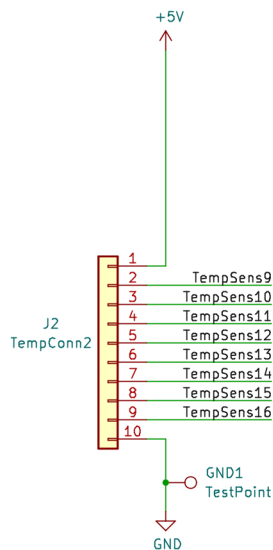 +5V
1
2 TempSens9
3 TempSens10
4 TempSens11
J2
TempConn2
5 TempSens12
6 TempSens13
7 TempSens14
8 TempSens15
9 TempSens16
10
GND1
TestPoint
GND